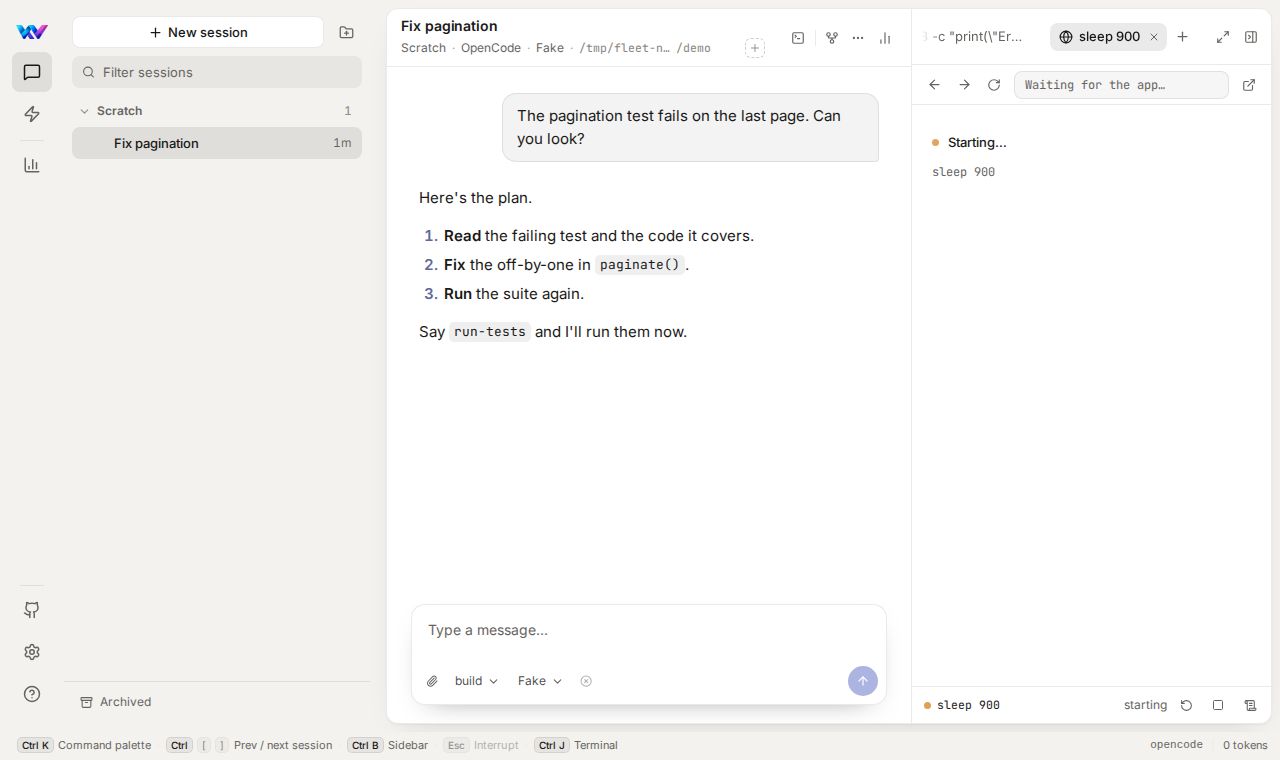 New session
Filter sessions
Scratch 1
Fix pagination 1m
Archived
Fix pagination
Scratch · OpenCode · Fake · /tmp/fleet-n… /demo
The pagination test fails on the last page. Can
you look?
Here's the plan.
1. Read the failing test and the code it covers.
2. Fix the off-by-one in paginate().
3. Run the suite again.
Say run-tests and I'll run them now.
Type a message...
build Fake
-c "print(\"Er... sleep 900
Waiting for the app…
Starting...
sleep 900
sleep 900 starting
Ctrl K Command palette Ctrl [ ] Prev / next session Ctrl B Sidebar Esc Interrupt Ctrl J Terminal
opencode 0 tokens